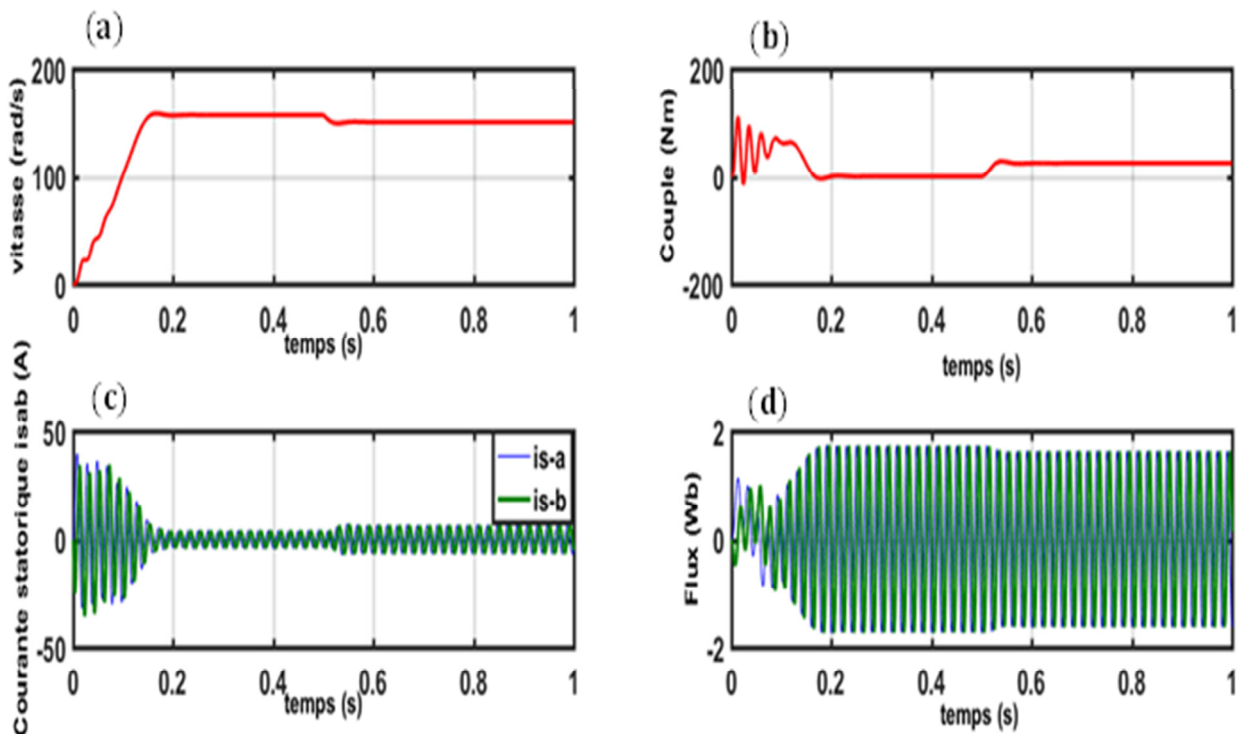 (a)
vitasse (rad/s)
200
100
0
0 0.2 0.4 0.6 0.8 1
temps (s)
(b)
Couple (Nm)
200
0
-200
0 0.2 0.4 0.6 0.8 1
temps (s)
(c)
Courante statorique isab (A)
50
0
-50
is-a
is-b
0 0.2 0.4 0.6 0.8 1
temps (s)
(d)
Flux (Wb)
2
0
-2
0 0.2 0.4 0.6 0.8 1
temps (s)